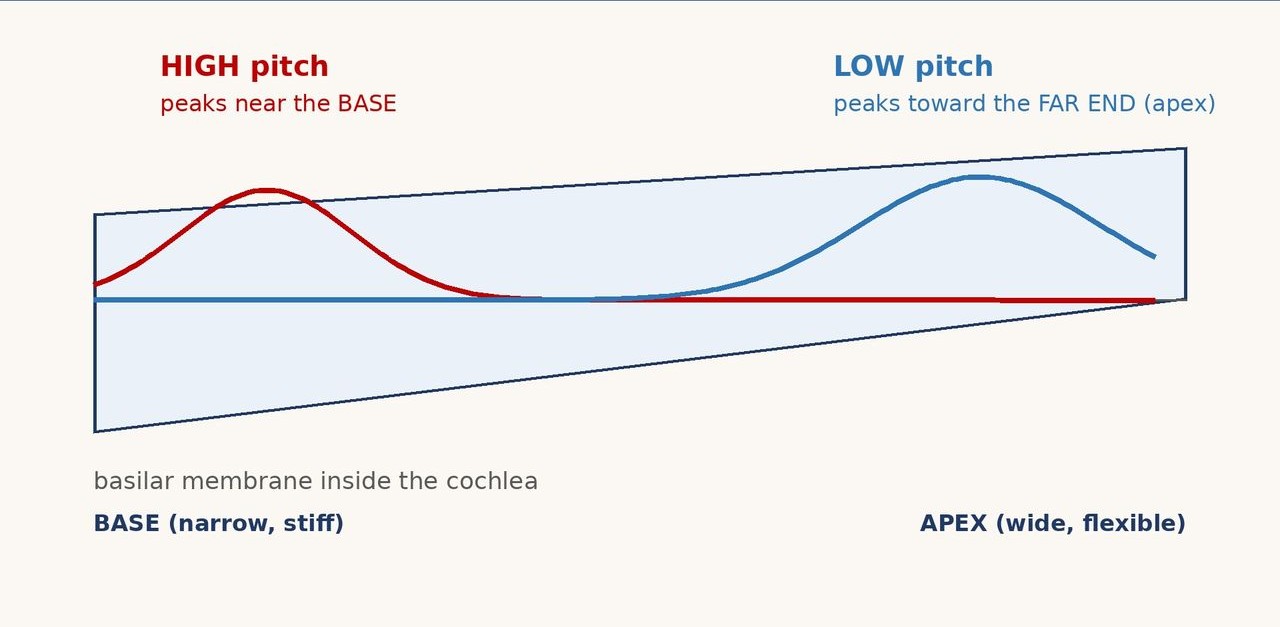 HIGH pitch
peaks near the BASE
LOW pitch
peaks toward the FAR END (apex)
basilar membrane inside the cochlea
BASE (narrow, stiff)
APEX (wide, flexible)